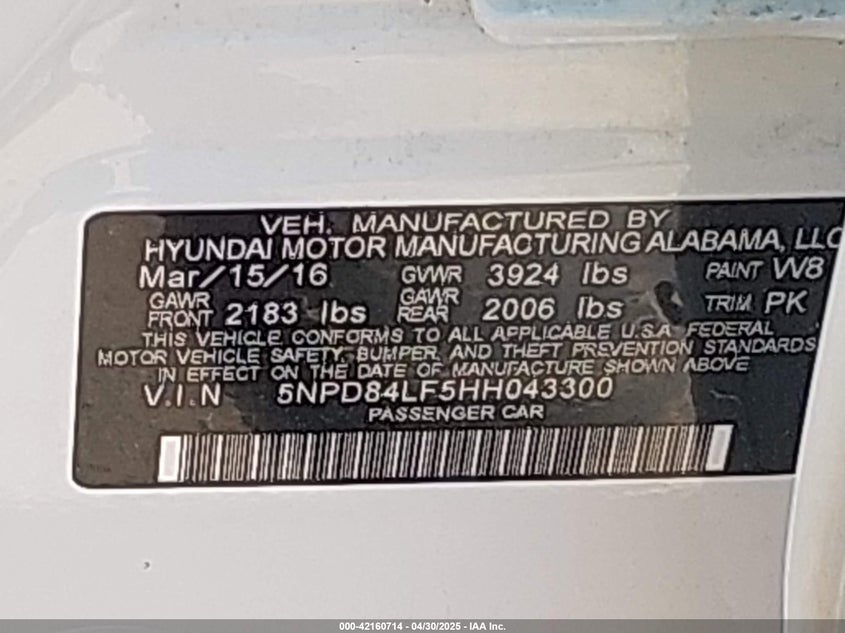 VEH. MANUFACTURED BY
HYUNDAI MOTOR MANUFACTURING ALABAMA, LLC
Mar/15/16 GVWR 3924 lbs PAINT W8
GAWR FRONT 2183 lbs GAWR REAR 2006 lbs TRIM PK
THIS VEHICLE CONFORMS TO ALL APPLICABLE U.S.A. FEDERAL
MOTOR VEHICLE SAFETY, BUMPER, AND THEFT PREVENTION STANDARDS
IN EFFECT ON THE DATE OF MANUFACTURE SHOWN ABOVE
V.I.N 5NPD84LF5HH043300
PASSENGER CAR
000-42160714 - 04/30/2025 - IAA Inc.